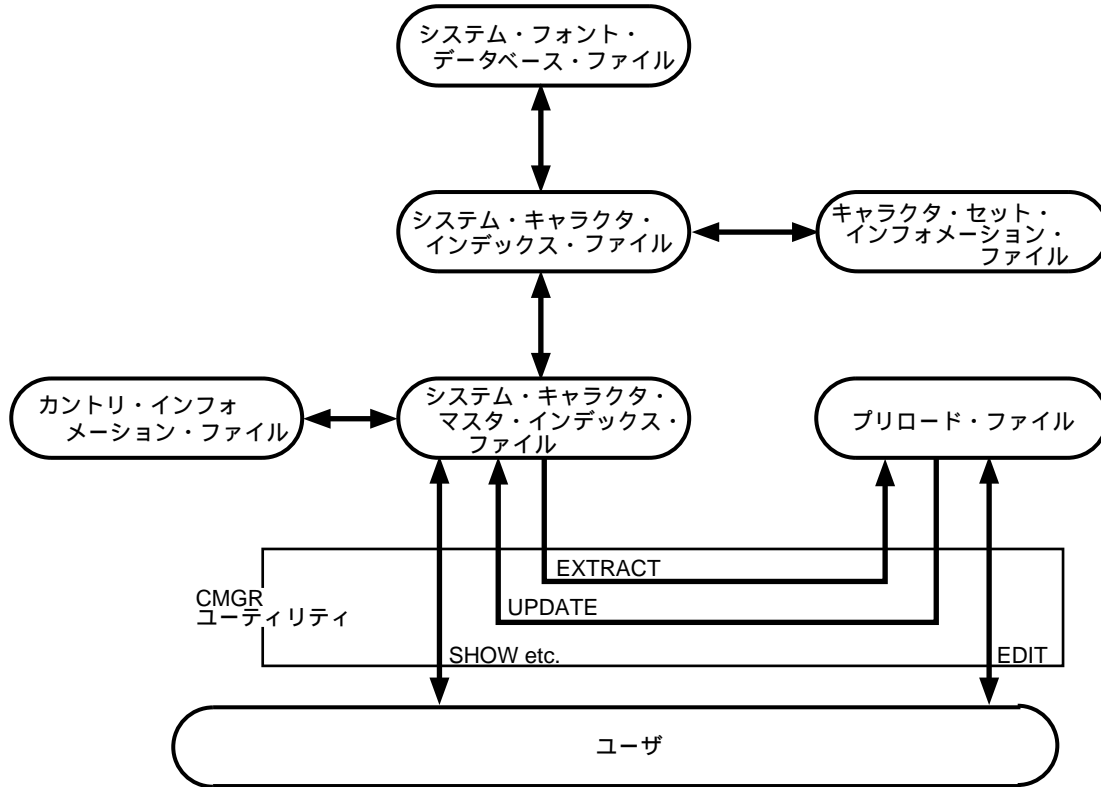 システム・フォント・
データベース・ファイル
システム・キャラクタ・
インデックス・ファイル
キャラクタ・セット・
インフォメーション・
ファイル
カントリ・インフォ
メーション・ファイル
システム・キャラクタ・
マスタ・インデックス・
ファイル
プリロード・ファイル
EXTRACT
CMGR
ユーティリティ
UPDATE
SHOW etc.
EDIT
ユーザ